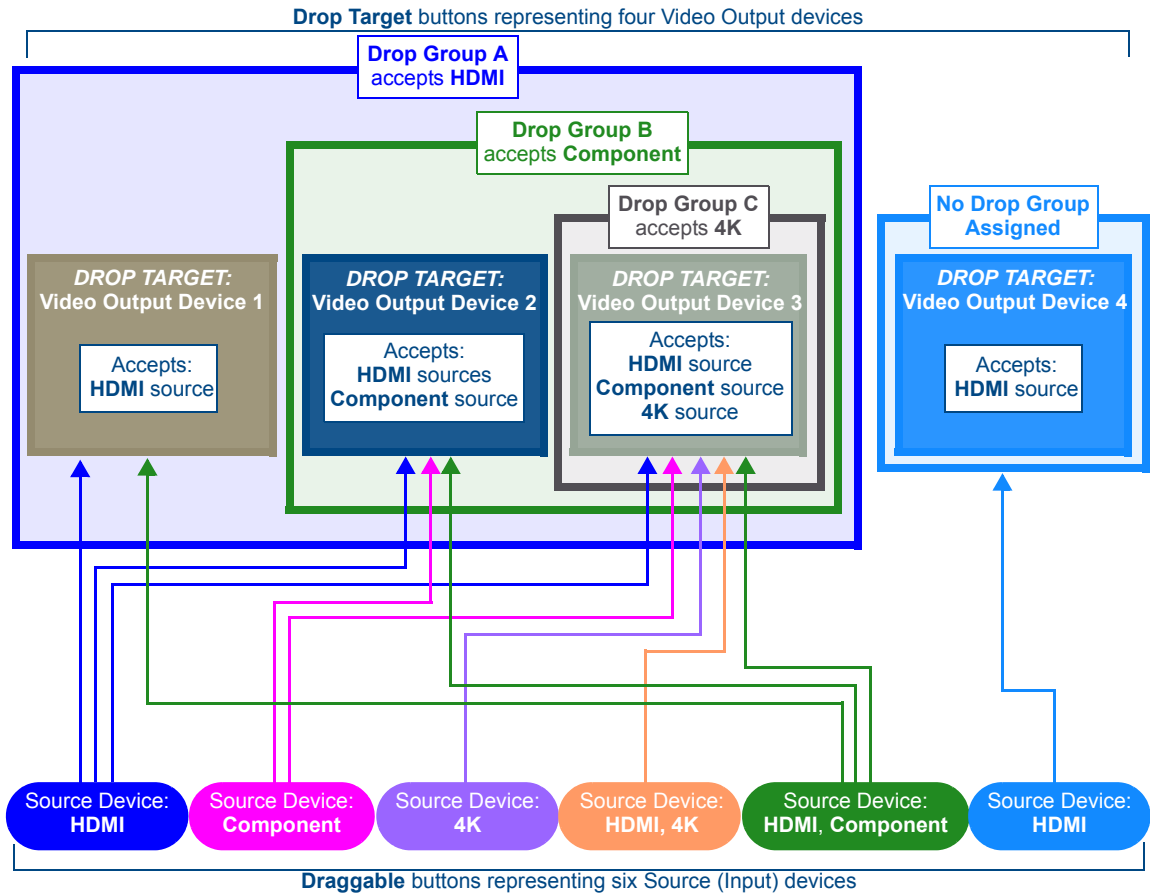 Drop Target buttons representing four Video Output devices
Drop Group A
accepts HDMI
Drop Group B
accepts Component
Drop Group C
accepts 4K
No Drop Group
Assigned
DROP TARGET:
Video Output Device 1
Accepts:
HDMI source
DROP TARGET:
Video Output Device 2
Accepts:
HDMI sources
Component source
DROP TARGET:
Video Output Device 3
Accepts:
HDMI source
Component source
4K source
DROP TARGET:
Video Output Device 4
Accepts:
HDMI source
Source Device:
HDMI
Source Device:
Component
Source Device:
4K
Source Device:
HDMI, 4K
Source Device:
HDMI, Component
Source Device:
HDMI
Draggable buttons representing six Source (Input) devices